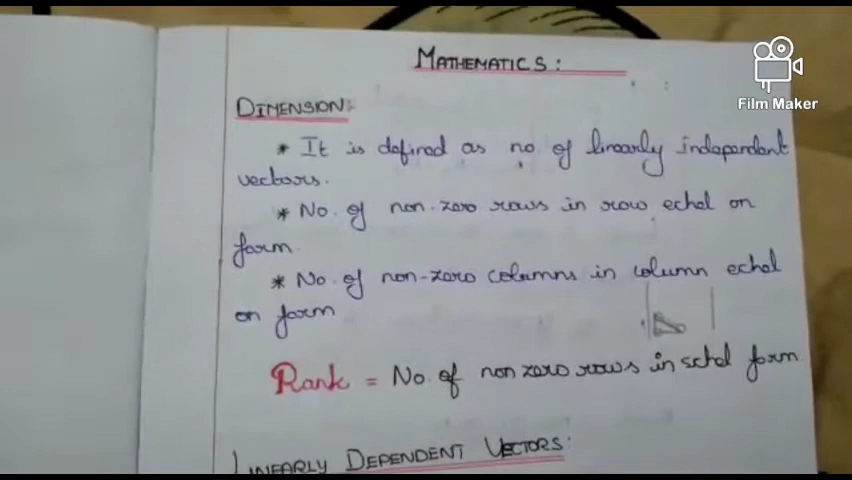 MATHEMATICS:
Film Maker
DIMENSION:
* It is defined as no of linearly independent
vectors.
* No. of non-zero rows in row echel on
form
* No. of non-zero columns in column echel
on form
Rank = No. of non zero rows in echel form
LINEARLY DEPENDENT VECTORS: